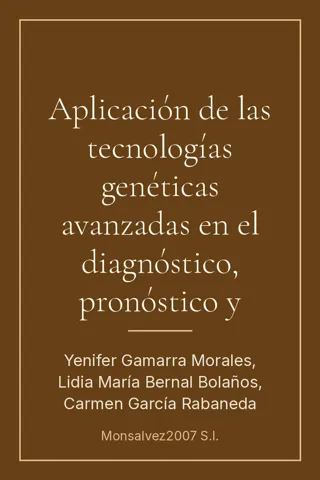 Aplicación de las
tecnologías
genéticas
avanzadas en el
diagnóstico,
pronóstico y
Yenifer Gamarra Morales,
Lidia María Bernal Bolaños,
Carmen García Rabaneda
Monsalvez2007 S.l.